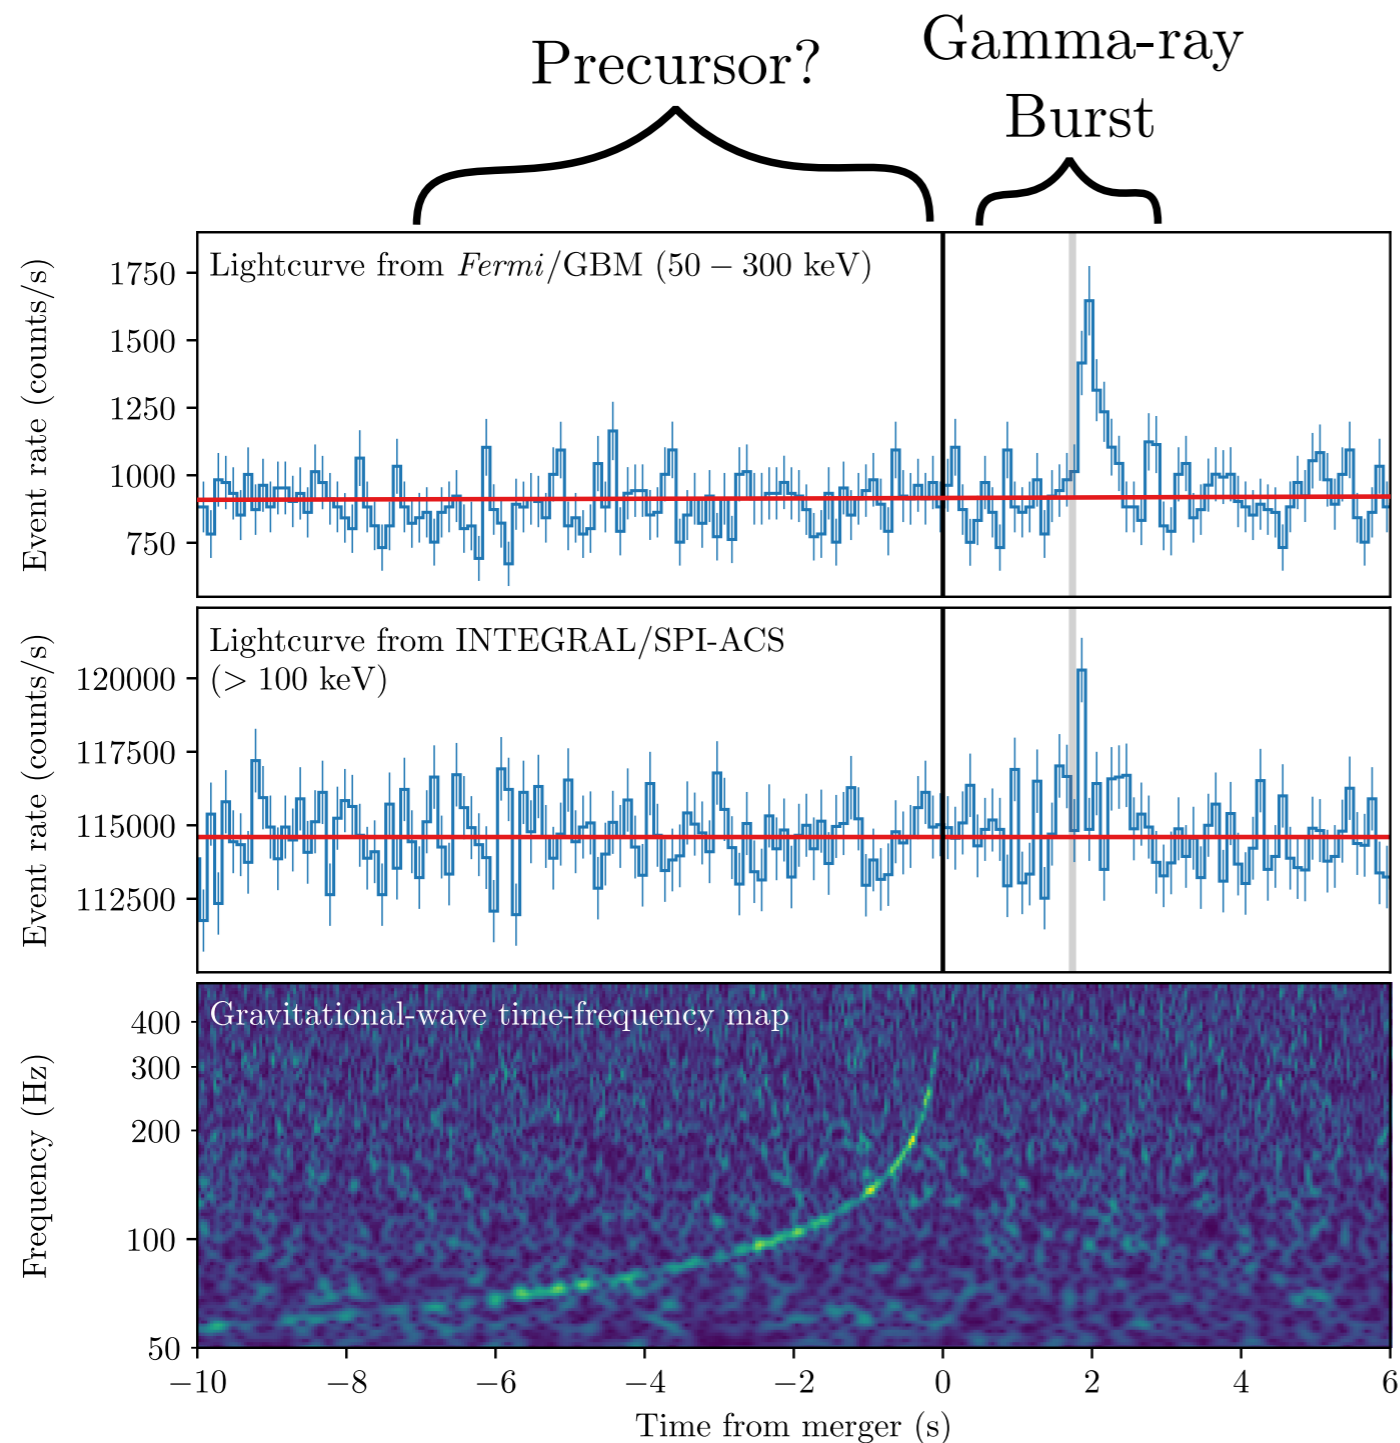 Precursor?
Gamma-ray
Burst
Lightcurve from Fermi/GBM (50 − 300 keV)
Event rate (counts/s)
1750
1500
1250
1000
750
Lightcurve from INTEGRAL/SPI-ACS
(> 100 keV)
Event rate (counts/s)
120000
117500
115000
112500
Gravitational-wave time-frequency map
Frequency (Hz)
400
300
200
100
50
−10 −8 −6 −4 −2 0 2 4 6
Time from merger (s)